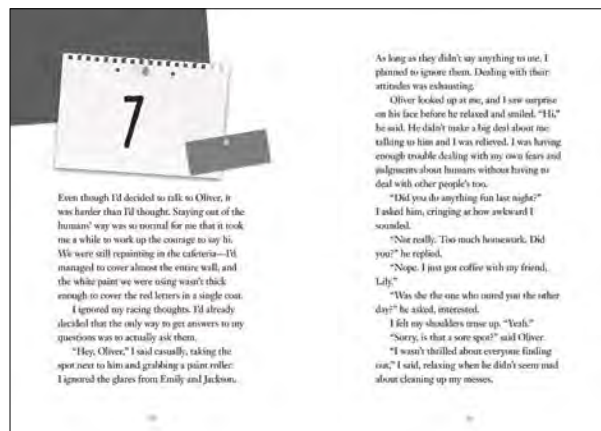 7
Even though I'd decided to talk to Oliver, it
was harder than I'd thought. Staying out of the
humans' way was so normal for me that it took
me a while to work up the courage to say hi.
We were still repainting in the cafeteria—I'd
managed to cover almost the entire wall, and
the white paint we were using wasn't thick
enough to cover the red letters in a single coat.
I ignored my racing thoughts. I'd already
decided that the only way to get answers to my
questions was to actually ask them.
"Hey, Oliver," I said casually, taking the
spot next to him and grabbing a paint roller.
I ignored the glares from Emily and Jackson.
As long as they didn't say anything to me, I
planned to ignore them. Dealing with their
attitudes was exhausting.
Oliver looked up at me, and I saw surprise
on his face before he relaxed and smiled. "Hi,"
he said. He didn't make a big deal about me
talking to him and I was relieved. I was having
enough trouble dealing with my own fears and
judgments about humans without having to
deal with other people's too.
"Did you do anything fun last night?"
I asked him, cringing at how awkward I
sounded.
"Not really. Too much homework. Did
you?" he replied.
"Nope. I just got coffee with my friend,
Lily."
"Was she the one who outed you the other
day?" he asked, interested.
I felt my shoulders tense up. "Yeah."
"Sorry, is that a sore spot?" said Oliver.
"I wasn't thrilled about everyone finding
out," I said, relaxing when he didn't seem mad
about cleaning up my messes.